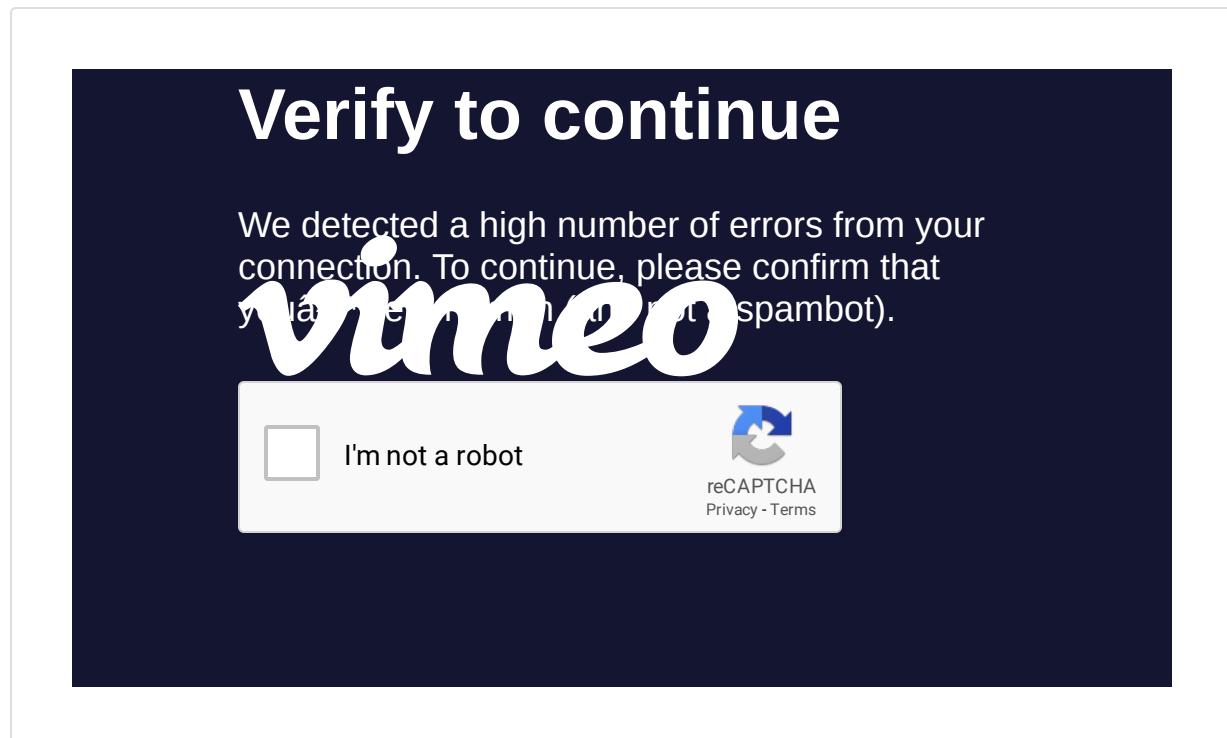 Verify to continue
We detected a high number of errors from your
connection. To continue, please confirm that
spambot).
vimeo
I'm not a robot
reCAPTCHA
Privacy - Terms